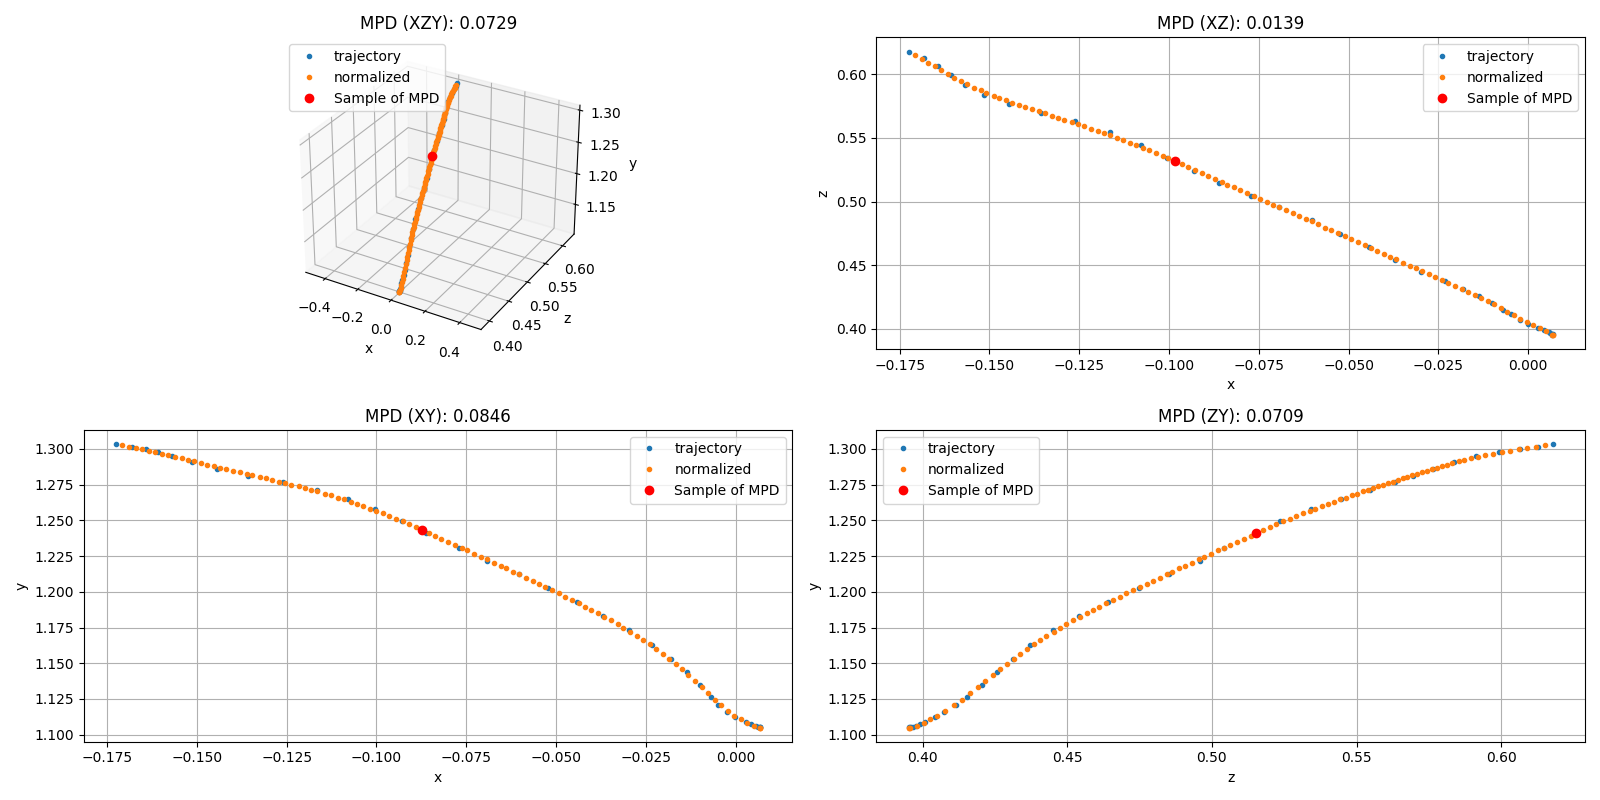 MPD (XZY): 0.0729
trajectory
normalized
Sample of MPD
1.30
1.25
1.20
1.15
y
0.60
0.55
0.50
0.45
0.40
z
−0.4
−0.2
0.0
0.2
0.4
x
MPD (XZ): 0.0139
trajectory
normalized
Sample of MPD
0.60
0.55
0.50
0.45
0.40
z
−0.175 −0.150 −0.125 −0.100 −0.075 −0.050 −0.025 0.000
x
MPD (XY): 0.0846
trajectory
normalized
Sample of MPD
1.300
1.275
1.250
1.225
1.200
1.175
1.150
1.125
1.100
y
−0.175 −0.150 −0.125 −0.100 −0.075 −0.050 −0.025 0.000
x
MPD (ZY): 0.0709
trajectory
normalized
Sample of MPD
1.300
1.275
1.250
1.225
1.200
1.175
1.150
1.125
1.100
y
0.40 0.45 0.50 0.55 0.60
z